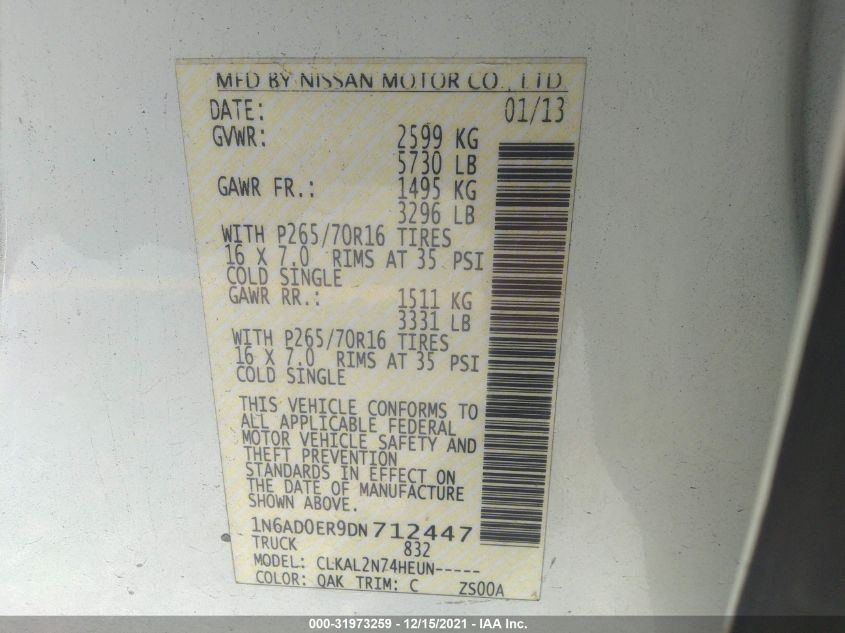 MFD BY NISSAN MOTOR CO., LTD.
DATE: 01/13
GVWR: 2599 KG
5730 LB
GAWR FR.: 1495 KG
3296 LB
WITH P265/70R16 TIRES
16 X 7.0 RIMS AT 35 PSI
COLD SINGLE
GAWR RR.: 1511 KG
3331 LB
WITH P265/70R16 TIRES
16 X 7.0 RIMS AT 35 PSI
COLD SINGLE
THIS VEHICLE CONFORMS TO
ALL APPLICABLE FEDERAL
MOTOR VEHICLE SAFETY AND
THEFT PREVENTION
STANDARDS IN EFFECT ON
THE DATE OF MANUFACTURE
SHOWN ABOVE.
1N6AD0ER9DN712447
TRUCK 832
MODEL: CLKAL2N74HEUN-----
COLOR: QAK TRIM: C ZS00A
000-31973259 - 12/15/2021 - IAA Inc.